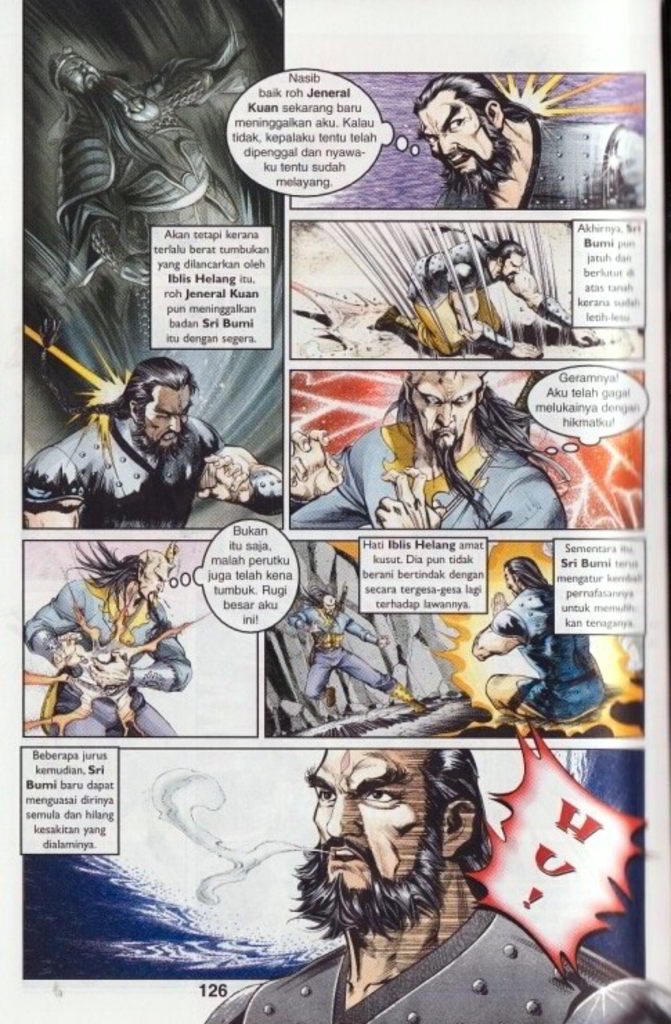 Akan tetapi kerana
terlalu berat tumbukan
yang dilancarkan oleh
Iblis Helang itu,
roh Jeneral Kuan
pun meninggalkan
badan Sri Bumi
itu dengan segera.
Nasib
baik roh Jeneral
Kuan sekarang baru
meninggalkan aku. Kalau
tidak, kepalaku tentu telah
dipenggal dan nyawa-
ku tentu sudah
melayang.
Akhirnya, Sri
Bumi pun
jatuh dan
berlutut di
atas tanah
kerana sudah
letih-lesu.
Geramnya!
Aku telah gagal
melukainya dengan
hikmatku!
Bukan
itu saja,
malah perutku
juga telah kena
tumbuk. Rugi
besar aku
ini!
Hati Iblis Helang amat
kusut. Dia pun tidak
berani bertindak dengan
secara tergesa-gesa lagi
terhadap lawannya.
Sementara itu,
Sri Bumi terus
mengatur kembali
pernafasannya
untuk memulih-
kan tenaganya.
Beberapa jurus
kemudian, Sri
Bumi baru dapat
menguasai dirinya
semula dan hilang
kesakitan yang
dialaminya.
HU!
126